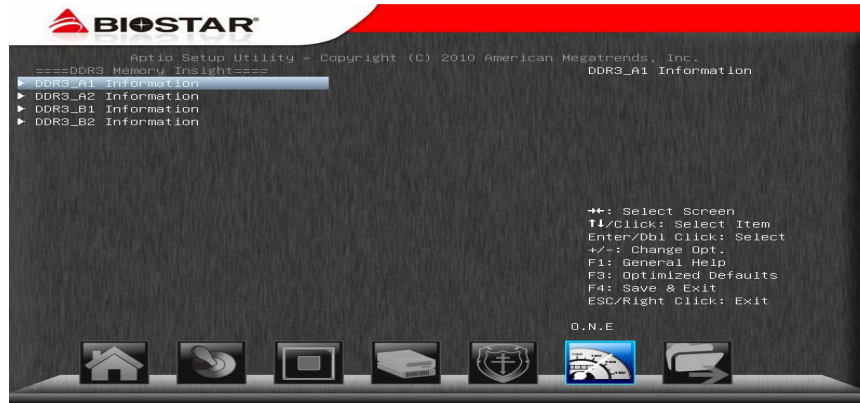 BIOSTAR®
Aptio Setup Utility - Copyright (C) 2010 American Megatrends, Inc.
====DDR3 Memory Insight====
► DDR3_A1 Information
► DDR3_A2 Information
► DDR3_B1 Information
► DDR3_B2 Information
DDR3_A1 Information
→←: Select Screen
↑↓/Click: Select Item
Enter/Dbl Click: Select
+/-: Change Opt.
F1: General Help
F3: Optimized Defaults
F4: Save & Exit
ESC/Right Click: Exit
O.N.E